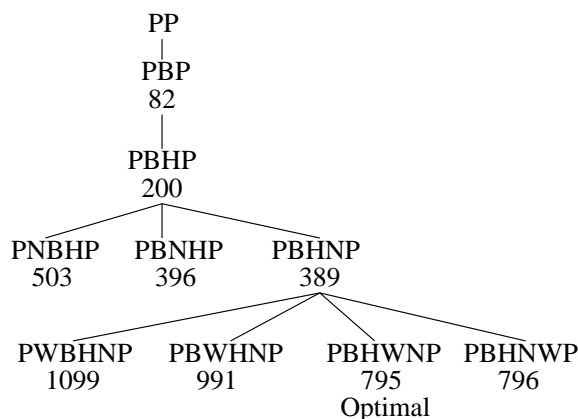 PP
PBP
82
PBHP
200
PNBHP PBNHP PBHNP
503 396 389
PWBHNP PBWHNP PBHWNP PBHNWP
1099 991 795 796
Optimal